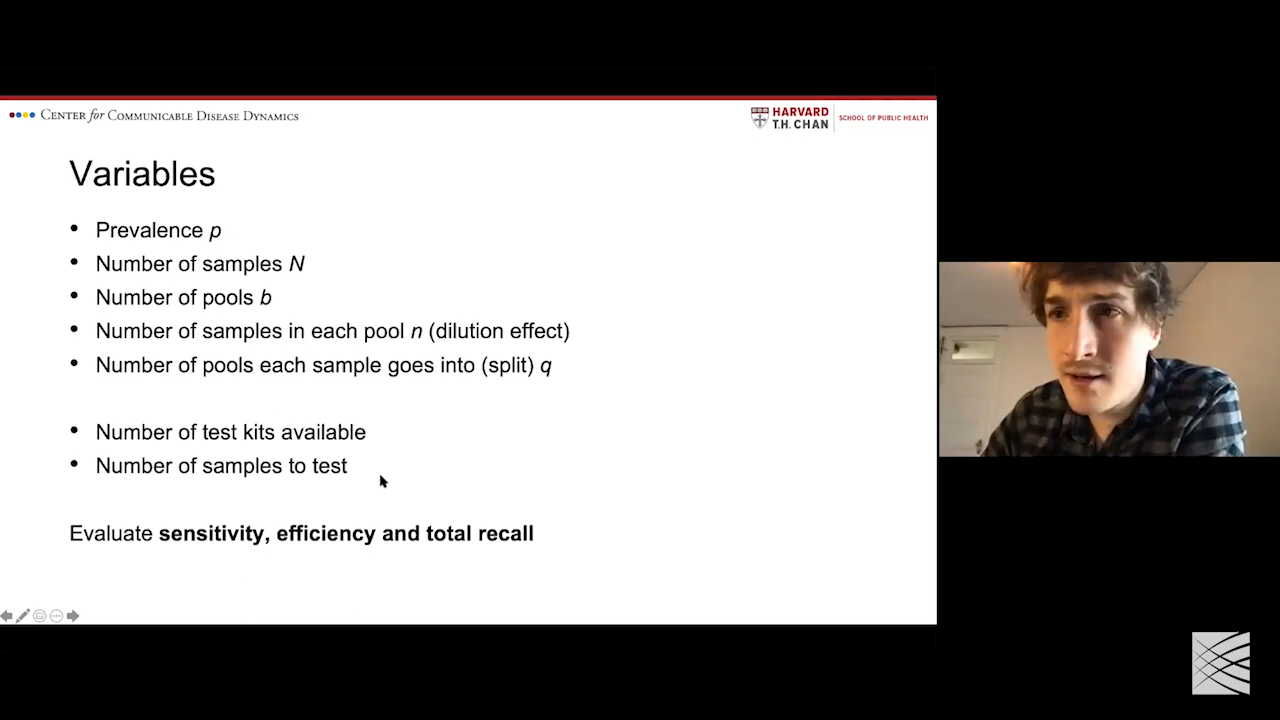 CENTER for COMMUNICABLE DISEASE DYNAMICS
HARVARD
T.H. CHAN
SCHOOL OF PUBLIC HEALTH
Variables
• Prevalence p
• Number of samples N
• Number of pools b
• Number of samples in each pool n (dilution effect)
• Number of pools each sample goes into (split) q
• Number of test kits available
• Number of samples to test
Evaluate sensitivity, efficiency and total recall